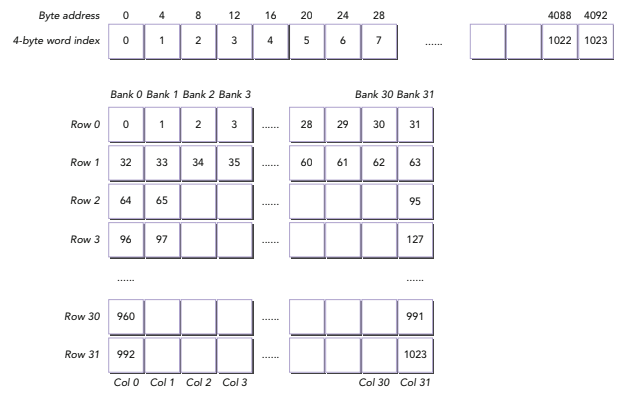 Byte address 0 4 8 12 16 20 24 28 4088 4092
4-byte word index 0 1 2 3 4 5 6 7 ...... 1022 1023
Bank 0 Bank 1 Bank 2 Bank 3 Bank 30 Bank 31
Row 0 0 1 2 3 ...... 28 29 30 31
Row 1 32 33 34 35 ...... 60 61 62 63
Row 2 64 65 ...... 95
Row 3 96 97 ...... 127
...... ......
Row 30 960 ...... 991
Row 31 992 ...... 1023
Col 0 Col 1 Col 2 Col 3 Col 30 Col 31